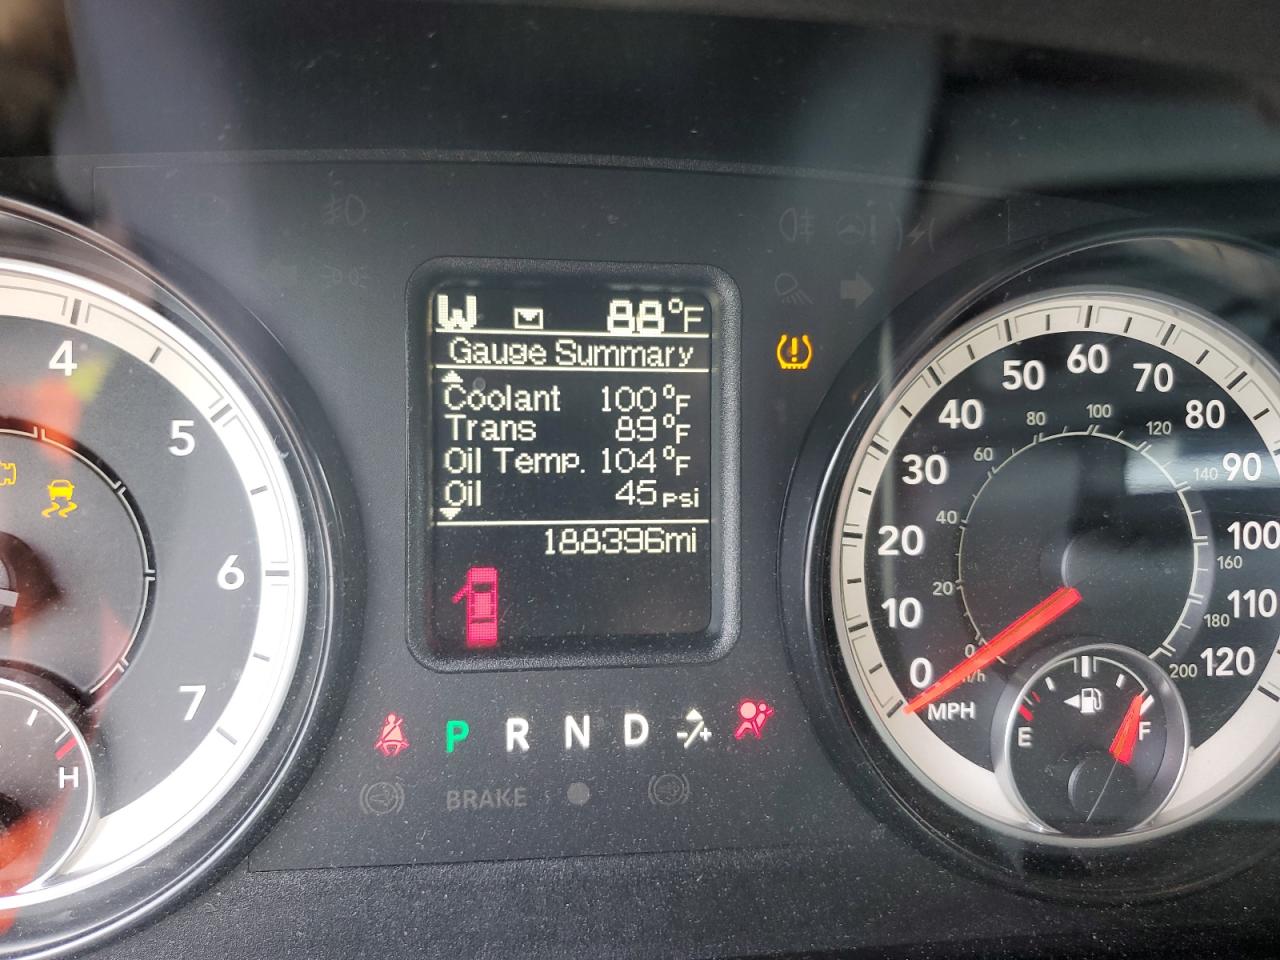 W 88°F
Gauge Summary
Coolant 100°F
Trans 89°F
Oil Temp. 104°F
Oil 45 psi
188396mi
4
5
6
7
H
P R N D
BRAKE
0
10
20
30
40
50
60
70
80
90
100
110
120
MPH
0
20
40
60
80
100
120
140
160
180
200
E
F